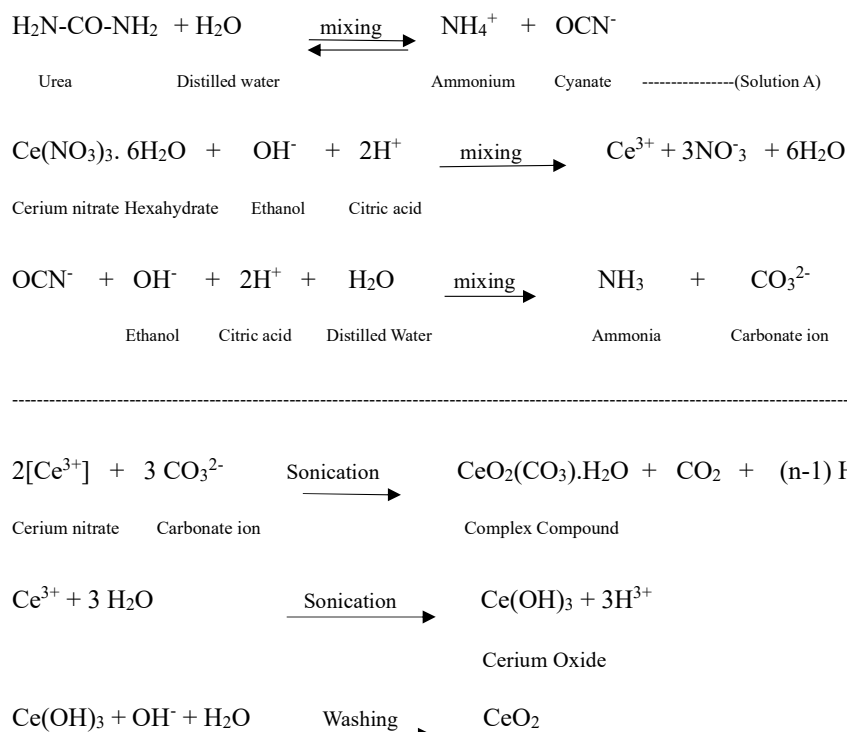 H₂N-CO-NH₂ + H₂O mixing NH₄⁺ + OCN⁻
Urea Distilled water Ammonium Cyanate ----------------(Solution A)
Ce(NO₃)₃. 6H₂O + OH⁻ + 2H⁺ mixing Ce³⁺ + 3NO⁻₃ + 6H₂O
Cerium nitrate Hexahydrate Ethanol Citric acid
OCN⁻ + OH⁻ + 2H⁺ + H₂O mixing NH₃ + CO₃²⁻
Ethanol Citric acid Distilled Water Ammonia Carbonate ion
2[Ce³⁺] + 3 CO₃²⁻ Sonication CeO₂(CO₃).H₂O + CO₂ + (n-1) H
Cerium nitrate Carbonate ion Complex Compound
Ce³⁺ + 3 H₂O Sonication Ce(OH)₃ + 3H³⁺
Cerium Oxide
Ce(OH)₃ + OH⁻ + H₂O Washing CeO₂